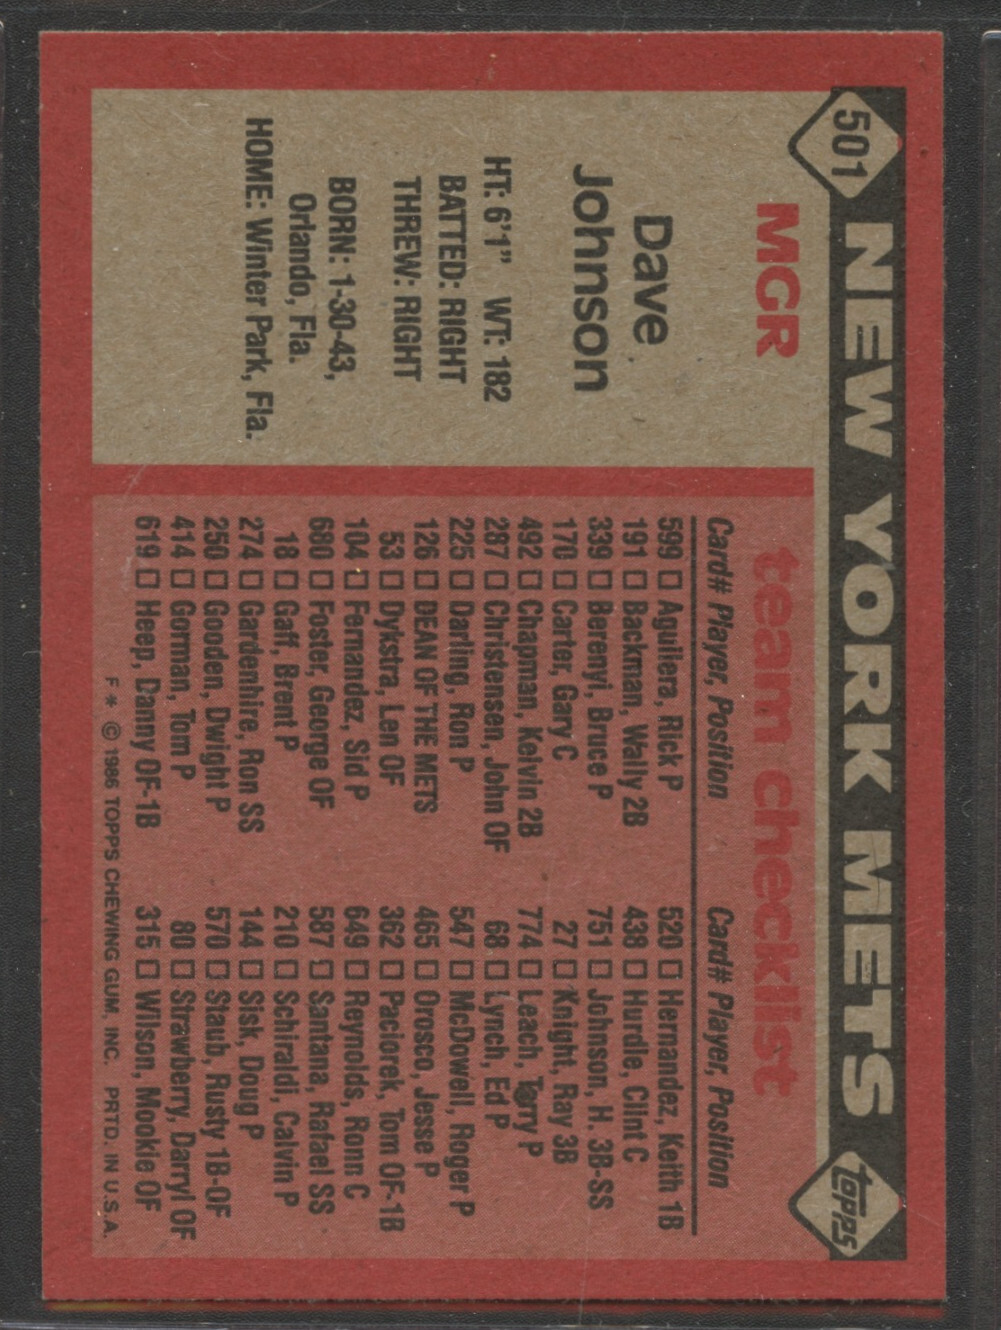 501 NEW YORK METS topps
MGR
Dave
Johnson
HT: 6'1" WT: 182
BATTED: RIGHT
THREW: RIGHT
BORN: 1-30-43,
Orlando, Fla.
HOME: Winter Park, Fla.
team checklist
Card# Player, Position
599 □ Aguilera, Rick P
191 □ Backman, Wally 2B
339 □ Berenyi, Bruce P
170 □ Carter, Gary C
492 □ Chapman, Kelvin 2B
287 □ Christensen, John OF
225 □ Darling, Ron P
126 □ DEAN OF THE METS
53 □ Dykstra, Len OF
104 □ Fernandez, Sid P
680 □ Foster, George OF
18 □ Gaff, Brent P
274 □ Gardenhire, Ron SS
250 □ Gooden, Dwight P
414 □ Gorman, Tom P
619 □ Heep, Danny OF-1B
Card# Player, Position
520 □ Hernandez, Keith 1B
438 □ Hurdle, Clint C
751 □ Johnson, H. 3B-SS
27 □ Knight, Ray 3B
774 □ Leach, Terry P
68 □ Lynch, Ed P
547 □ McDowell, Roger P
465 □ Orosco, Jesse P
362 □ Paciorek, Tom OF-1B
649 □ Reynolds, Ronn C
587 □ Santana, Rafael SS
210 □ Schiraldi, Calvin P
144 □ Sisk, Doug P
570 □ Staub, Rusty 1B-OF
80 □ Strawberry, Darryl OF
315 □ Wilson, Mookie OF
F* © 1986 TOPPS CHEWING GUM, INC. PRTD. IN U.S.A.